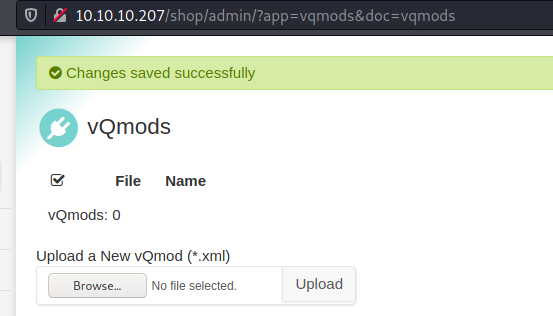 10.10.10.207/shop/admin/?app=vqmods&doc=vqmods
Changes saved successfully
vQmods
File Name
vQmods: 0
Upload a New vQmod (*.xml)
Browse... No file selected. Upload